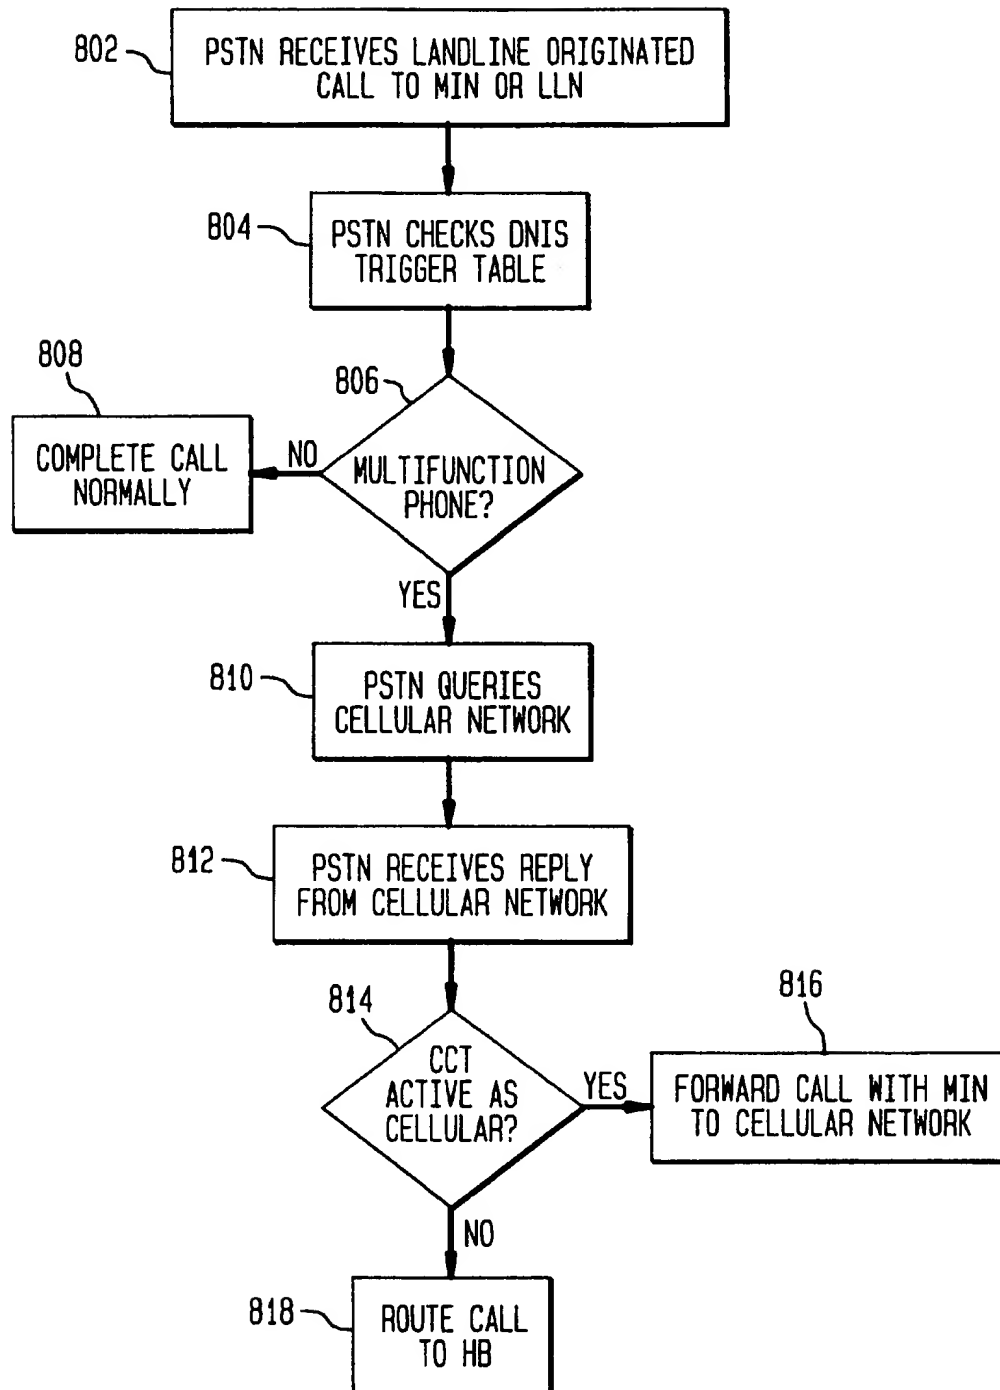 802
PSTN RECEIVES LANDLINE ORIGINATED
CALL TO MIN OR LLN
804
PSTN CHECKS DNIS
TRIGGER TABLE
808
806
COMPLETE CALL
NORMALLY
NO
MULTIFUNCTION
PHONE?
YES
810
PSTN QUERIES
CELLULAR NETWORK
812
PSTN RECEIVES REPLY
FROM CELLULAR NETWORK
814
CCT
ACTIVE AS
CELLULAR?
YES
816
FORWARD CALL WITH MIN
TO CELLULAR NETWORK
NO
818
ROUTE CALL
TO HB